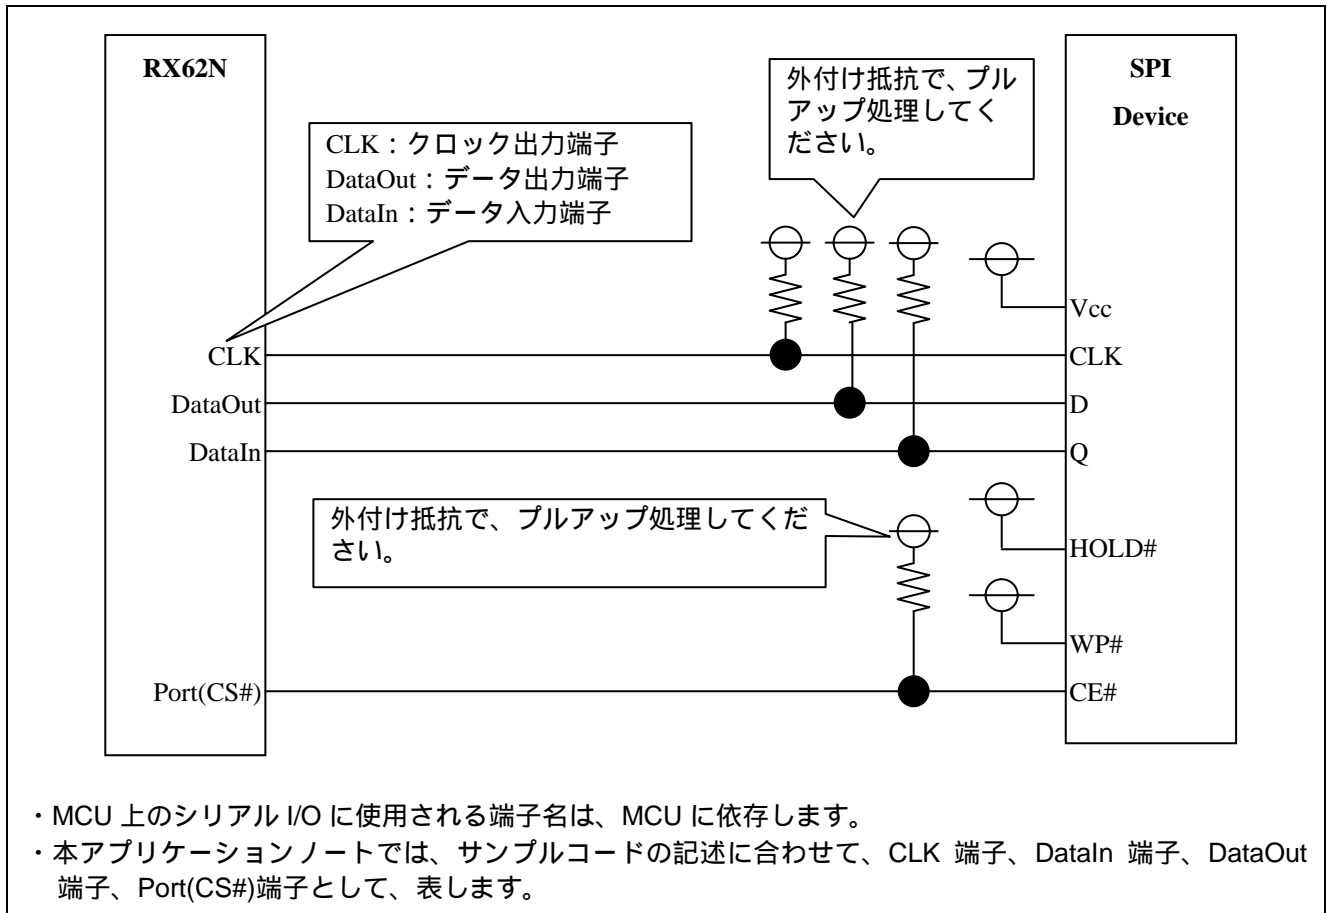 RX62N
CLK：クロック出力端子
DataOut：データ出力端子
DataIn：データ入力端子
外付け抵抗で、プル
アップ処理してく
ださい。
SPI
Device
Vcc
CLK
CLK
DataOut
D
DataIn
Q
外付け抵抗で、プルアップ処理してくだ
さい。
HOLD#
WP#
Port(CS#)
CE#
・MCU 上のシリアル I/O に使用される端子名は、MCU に依存します。
・本アプリケーションノートでは、サンプルコードの記述に合わせて、CLK 端子、DataIn 端子、DataOut
端子、Port(CS#)端子として、表します。